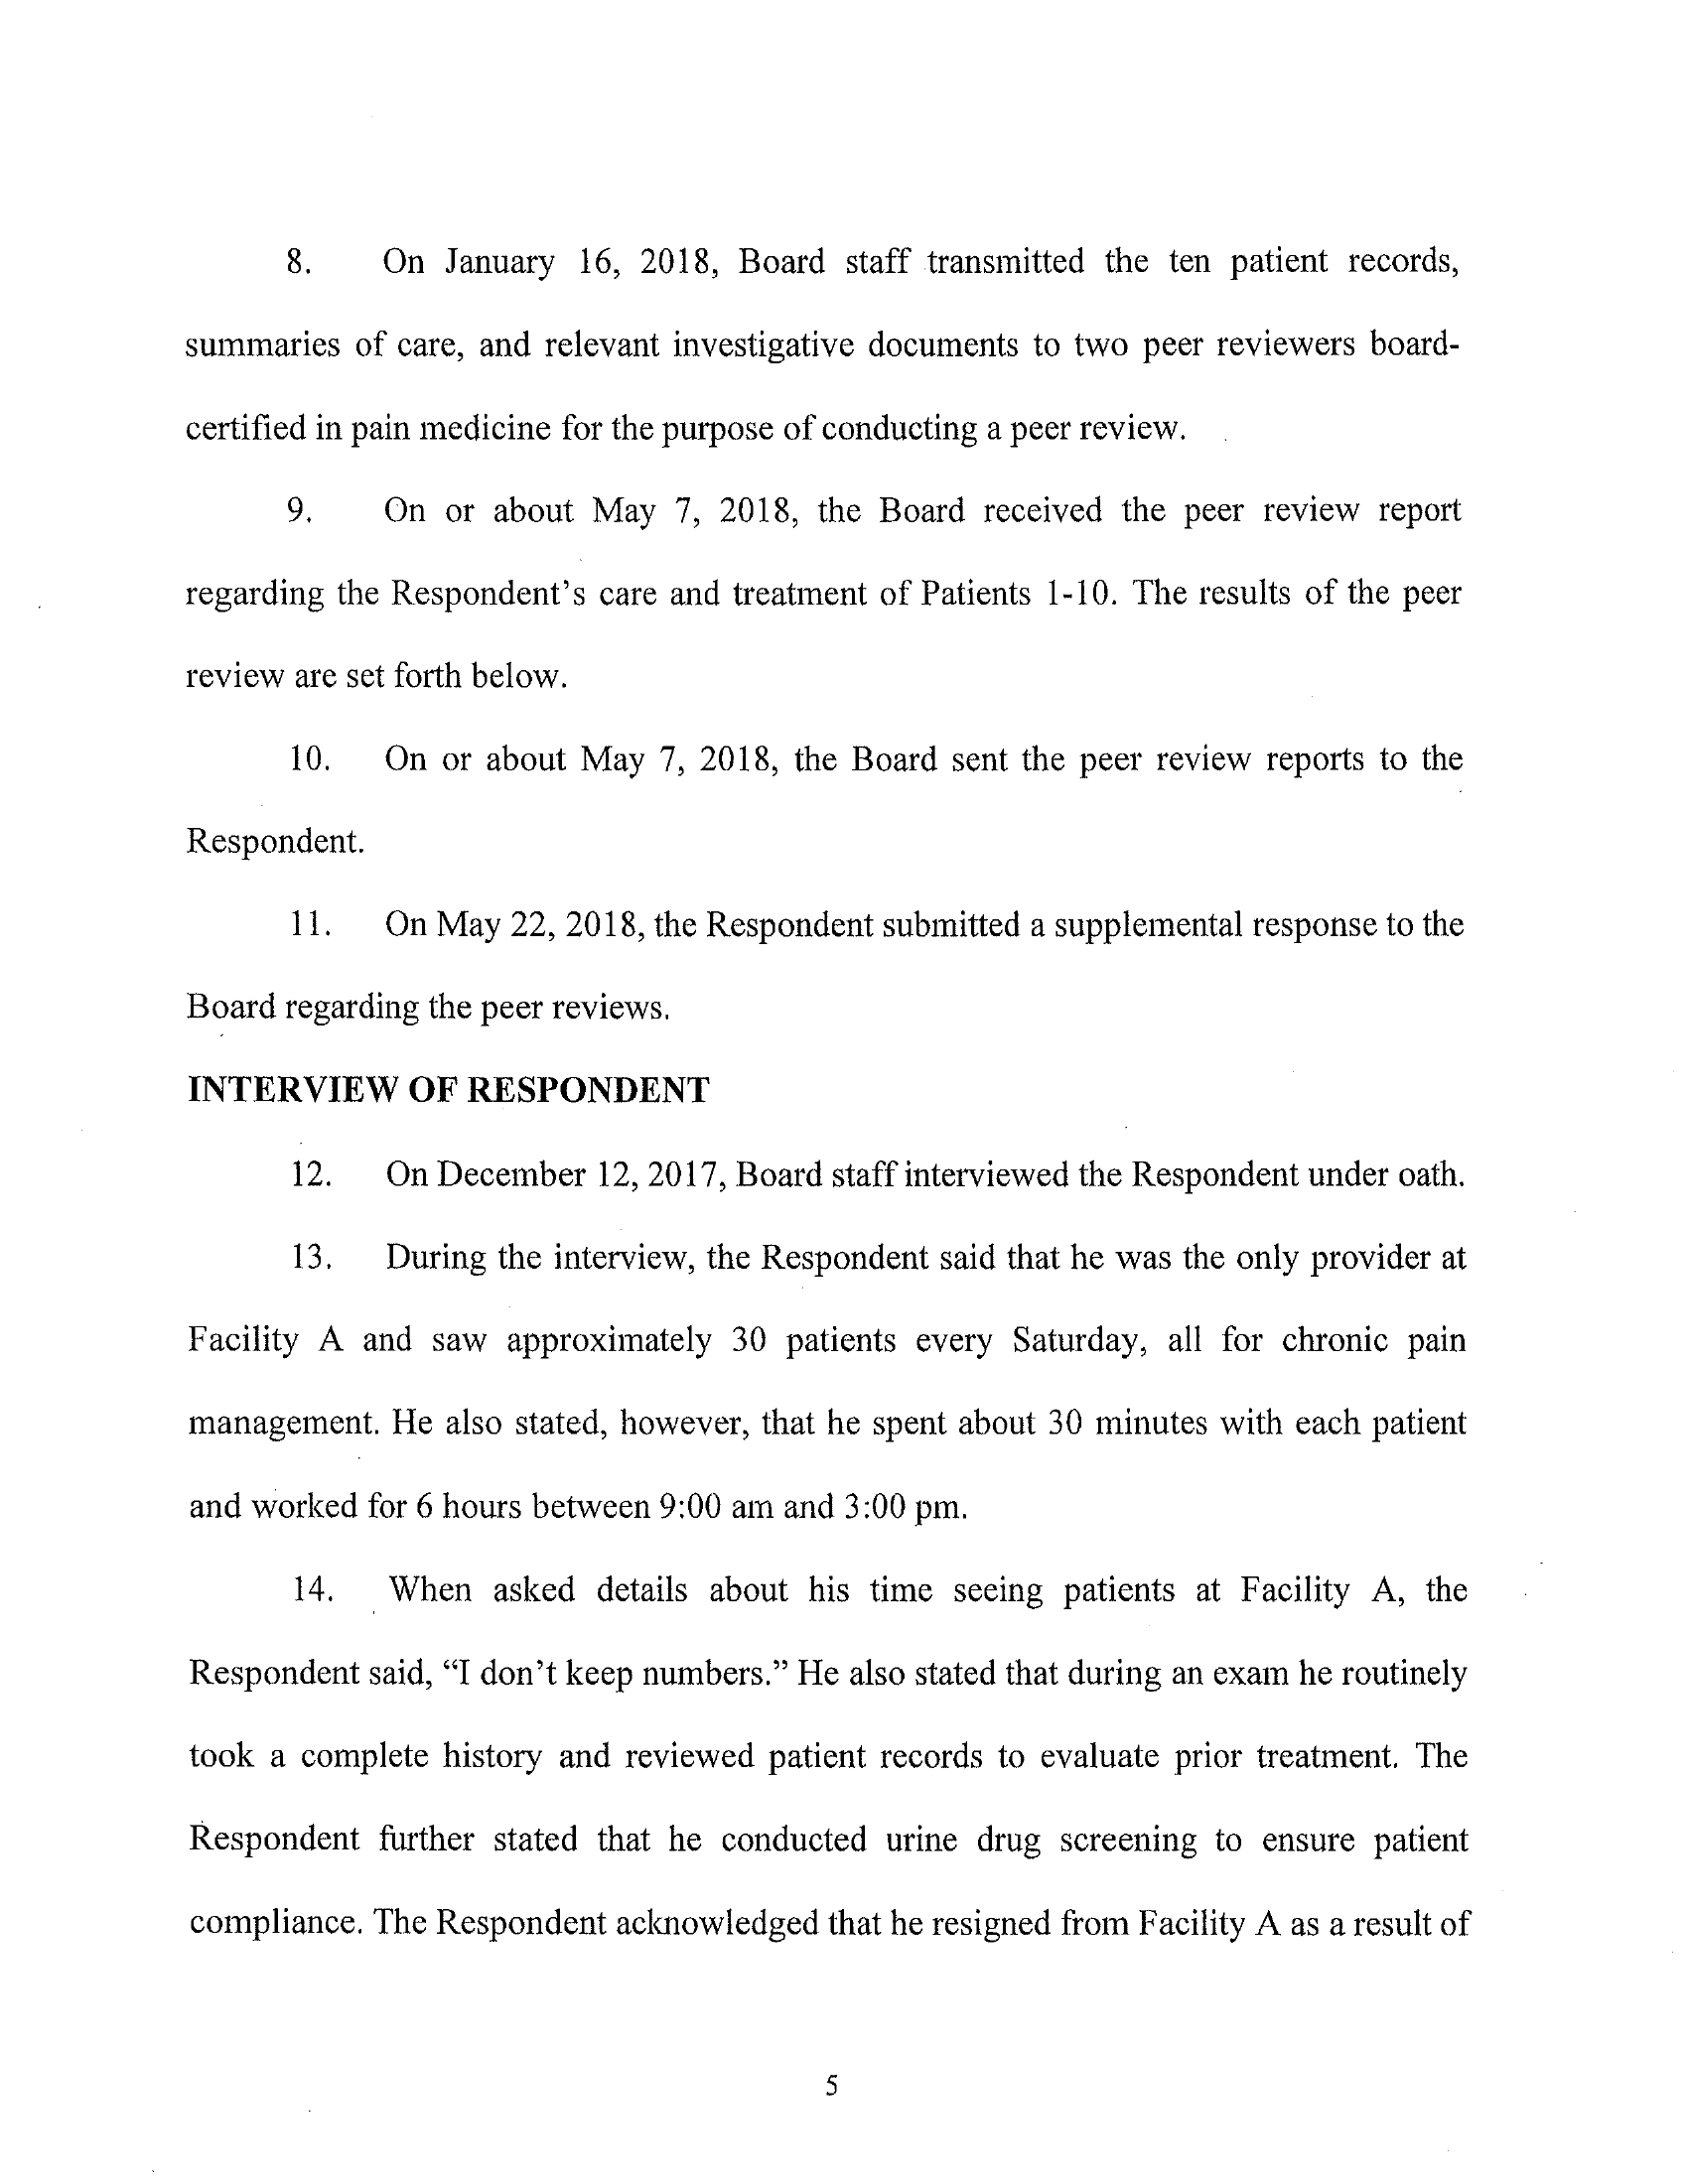 8. On January 16, 2018, Board staff transmitted the ten patient records,
summaries of care, and relevant investigative documents to two peer reviewers board-
certified in pain medicine for the purpose of conducting a peer review.
9. On or about May 7, 2018, the Board received the peer review report
regarding the Respondent's care and treatment of Patients 1-10. The results of the peer
review are set forth below.
10. On or about May 7, 2018, the Board sent the peer review reports to the
Respondent.
11. On May 22, 2018, the Respondent submitted a supplemental response to the
Board regarding the peer reviews.
INTERVIEW OF RESPONDENT
12. On December 12, 2017, Board staff interviewed the Respondent under oath.
13. During the interview, the Respondent said that he was the only provider at
Facility A and saw approximately 30 patients every Saturday, all for chronic pain
management. He also stated, however, that he spent about 30 minutes with each patient
and worked for 6 hours between 9:00 am and 3:00 pm.
14. When asked details about his time seeing patients at Facility A, the
Respondent said, “I don't keep numbers.” He also stated that during an exam he routinely
took a complete history and reviewed patient records to evaluate prior treatment. The
Respondent further stated that he conducted urine drug screening to ensure patient
compliance. The Respondent acknowledged that he resigned from Facility A as a result of
5